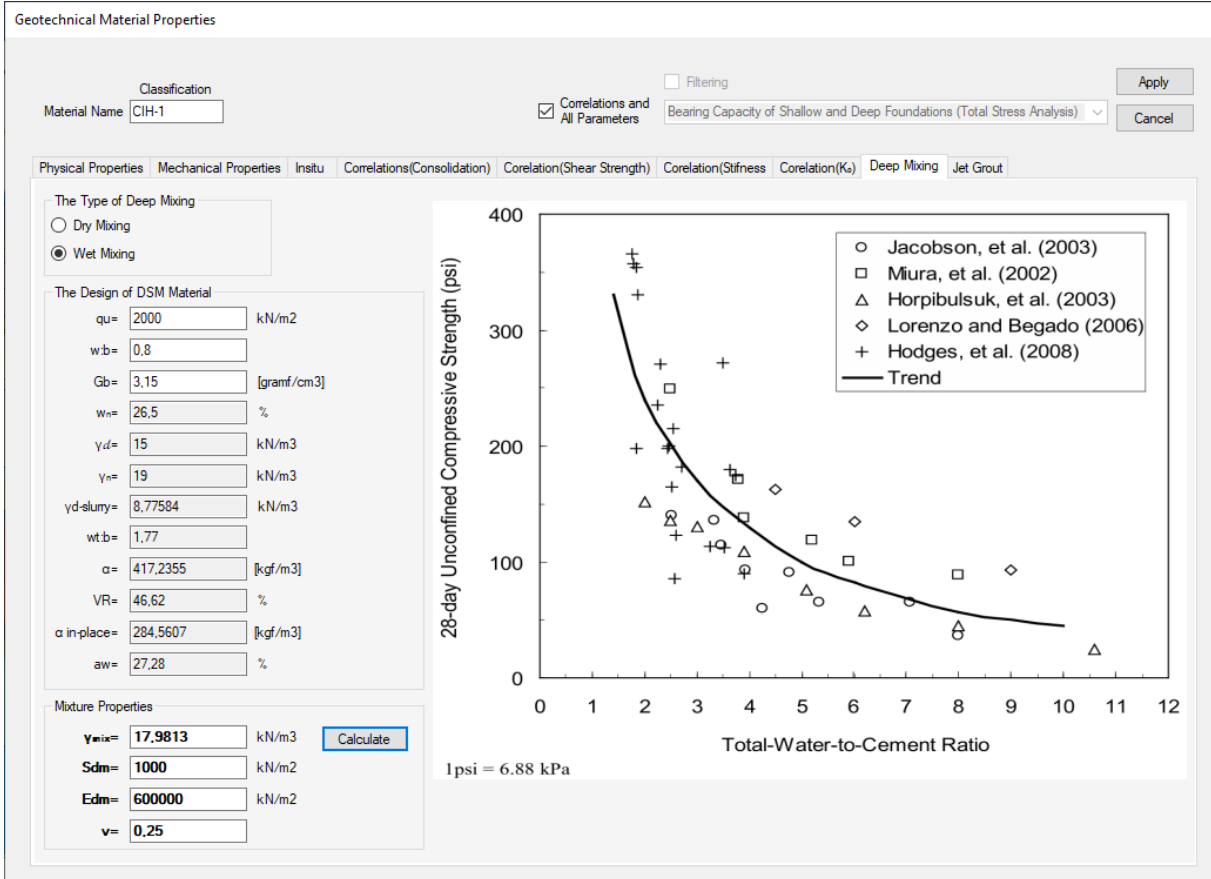 Geotechnical Material Properties
Classification
Material Name CIH-1
Correlations and
All Parameters
Filtering
Bearing Capacity of Shallow and Deep Foundations (Total Stress Analysis)
Apply
Cancel
Physical Properties Mechanical Properties Insitu Correlations(Consolidation) Corelation(Shear Strength) Corelation(Stifness Corelation(K₀) Deep Mixing Jet Grout
The Type of Deep Mixing
Dry Mixing
Wet Mixing
The Design of DSM Material
qu= 2000 kN/m2
w:b= 0,8
Gb= 3,15 [gramf/cm3]
wn= 26,5 %
γd= 15 kN/m3
γn= 19 kN/m3
γd-slurry= 8,77584 kN/m3
wt:b= 1,77
α= 417,2355 [kgf/m3]
VR= 46,62 %
α in-place= 284,5607 [kgf/m3]
aw= 27,28 %
Mixture Properties
γmix= 17,9813 kN/m3 Calculate
Sdm= 1000 kN/m2
Edm= 600000 kN/m2
v= 0,25
28-day Unconfined Compressive Strength (psi)
400
300
200
100
0
0 1 2 3 4 5 6 7 8 9 10 11 12
Total-Water-to-Cement Ratio
Jacobson, et al. (2003)
Miura, et al. (2002)
Horpibulsuk, et al. (2003)
Lorenzo and Begado (2006)
Hodges, et al. (2008)
Trend
1psi = 6.88 kPa